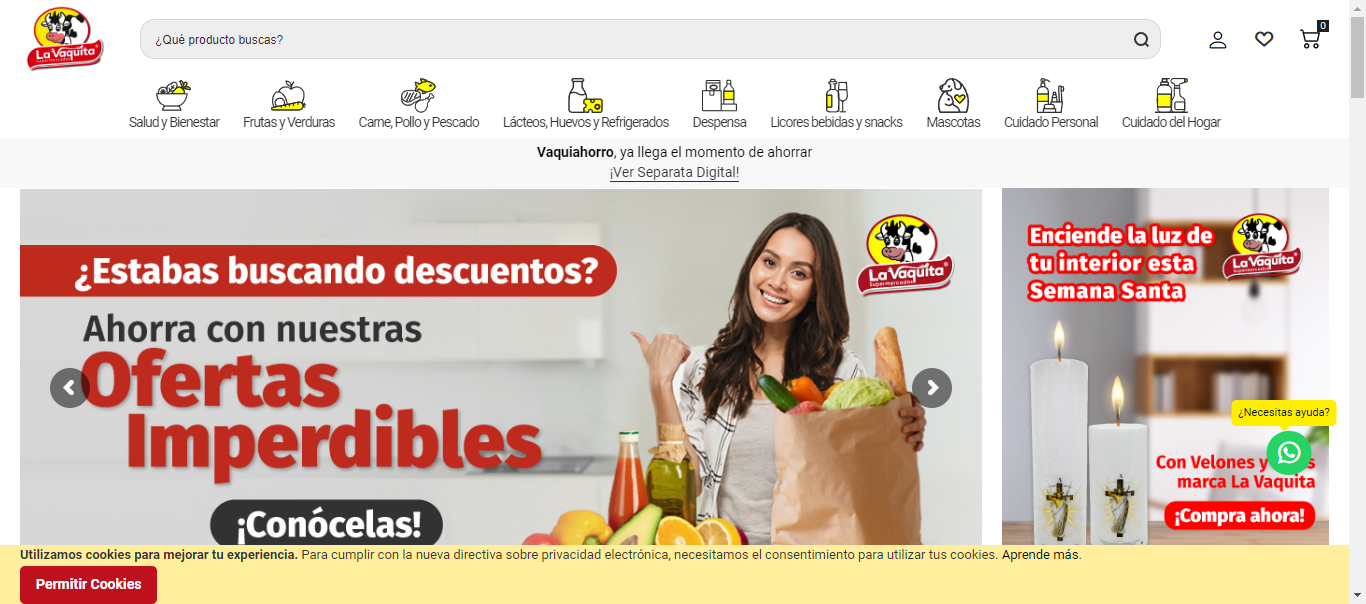 La Vaquita
Supermercados
¿Qué producto buscas?
0
Salud y Bienestar
Frutas y Verduras
Carne, Pollo y Pescado
Lácteos, Huevos y Refrigerados
Despensa
Licores bebidas y snacks
Mascotas
Cuidado Personal
Cuidado del Hogar
Vaquiahorro, ya llega el momento de ahorrar
¡Ver Separata Digital!
¿Estabas buscando descuentos?
Ahorra con nuestras
Ofertas
Imperdibles
¡Conócelas!
La Vaquita
Supermercados
Enciende la luz de
tu interior esta
Semana Santa
La Vaquita
Supermercados
¿Necesitas ayuda?
Con Velones y
marca La Vaquita
¡Compra ahora!
Utilizamos cookies para mejorar tu experiencia. Para cumplir con la nueva directiva sobre privacidad electrónica, necesitamos el consentimiento para utilizar tus cookies. Aprende más.
Permitir Cookies